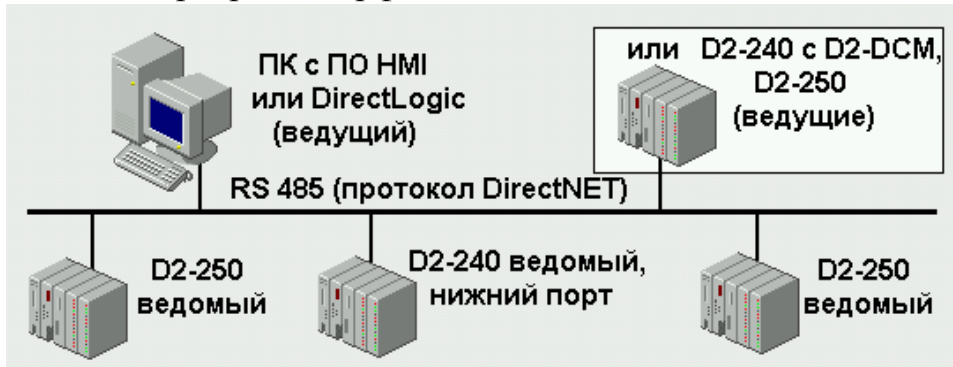 ПК с ПО HMI
или DirectLogic
(ведущий)
или D2-240 с D2-DCM,
D2-250
(ведущие)
RS 485 (протокол DirectNET)
D2-250
ведомый
D2-240 ведомый,
нижний порт
D2-250
ведомый